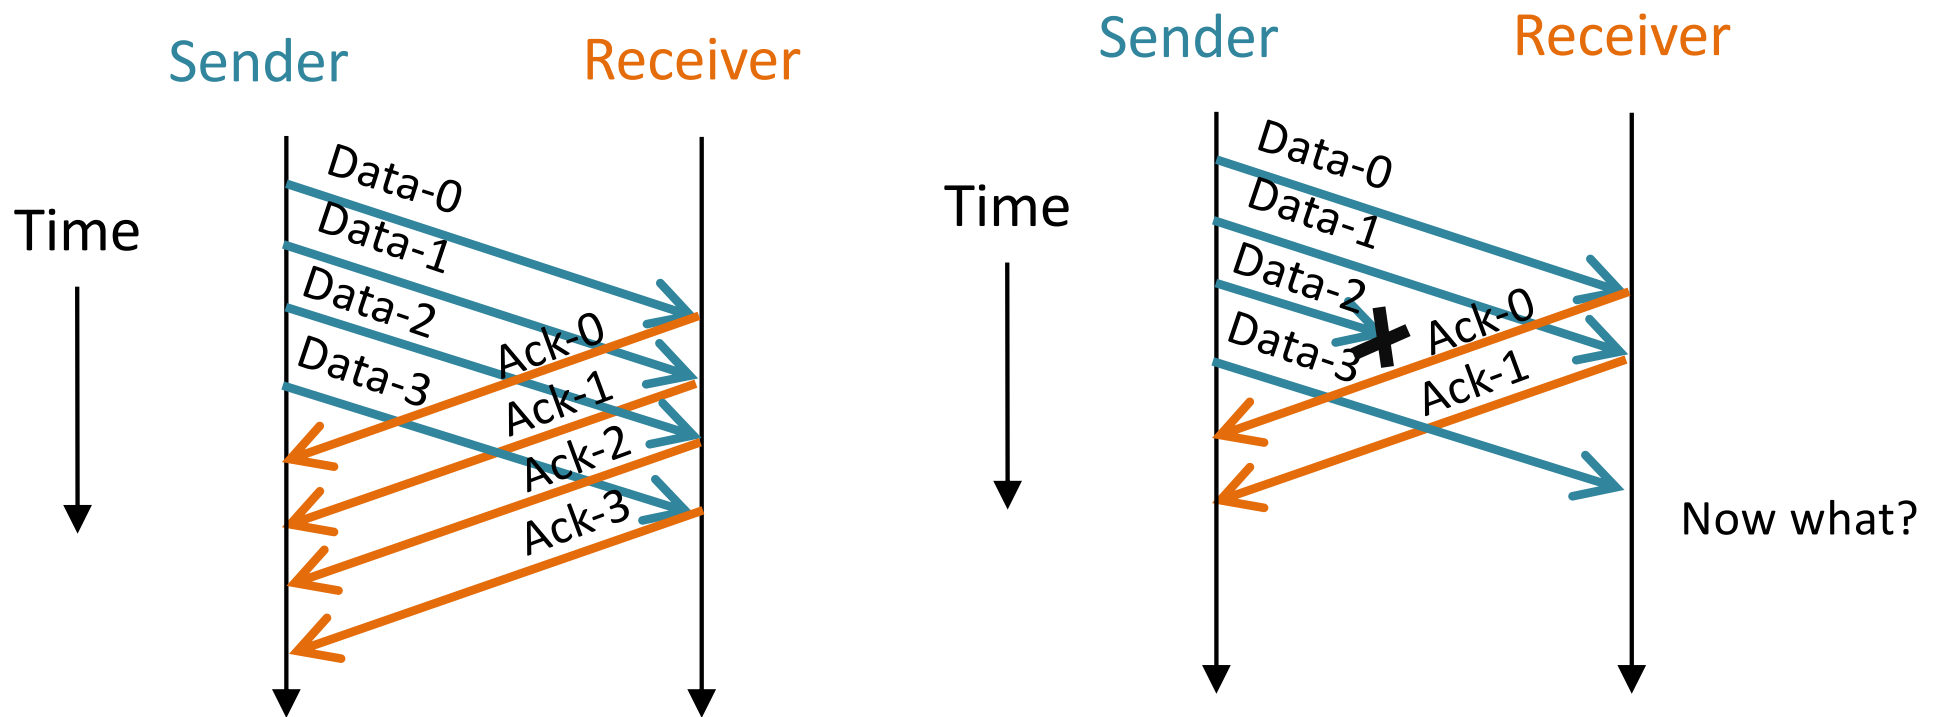 Sender
Receiver
Time
Data-0
Data-1
Data-2
Data-3
Ack-0
Ack-1
Ack-2
Ack-3
Sender
Receiver
Time
Data-0
Data-1
Data-2
Data-3
Ack-0
Ack-1
Now what?